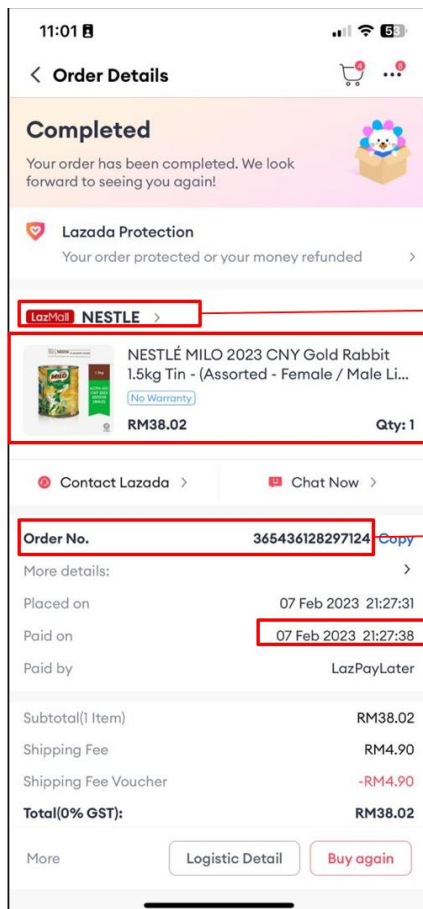 11:01
53
Order Details
4
8
Completed
Your order has been completed. We look
forward to seeing you again!
Lazada Protection
Your order protected or your money refunded
LazMall NESTLE
NESTLÉ MILO 2023 CNY Gold Rabbit
1.5kg Tin - (Assorted - Female / Male Li...
No Warranty
RM38.02 Qty: 1
Contact Lazada Chat Now
Order No. 365436128297124 Copy
More details:
Placed on 07 Feb 2023 21:27:31
Paid on 07 Feb 2023 21:27:38
Paid by LazPayLater
Subtotal(1 Item) RM38.02
Shipping Fee RM4.90
Shipping Fee Voucher -RM4.90
Total(0% GST): RM38.02
More Logistic Detail Buy again